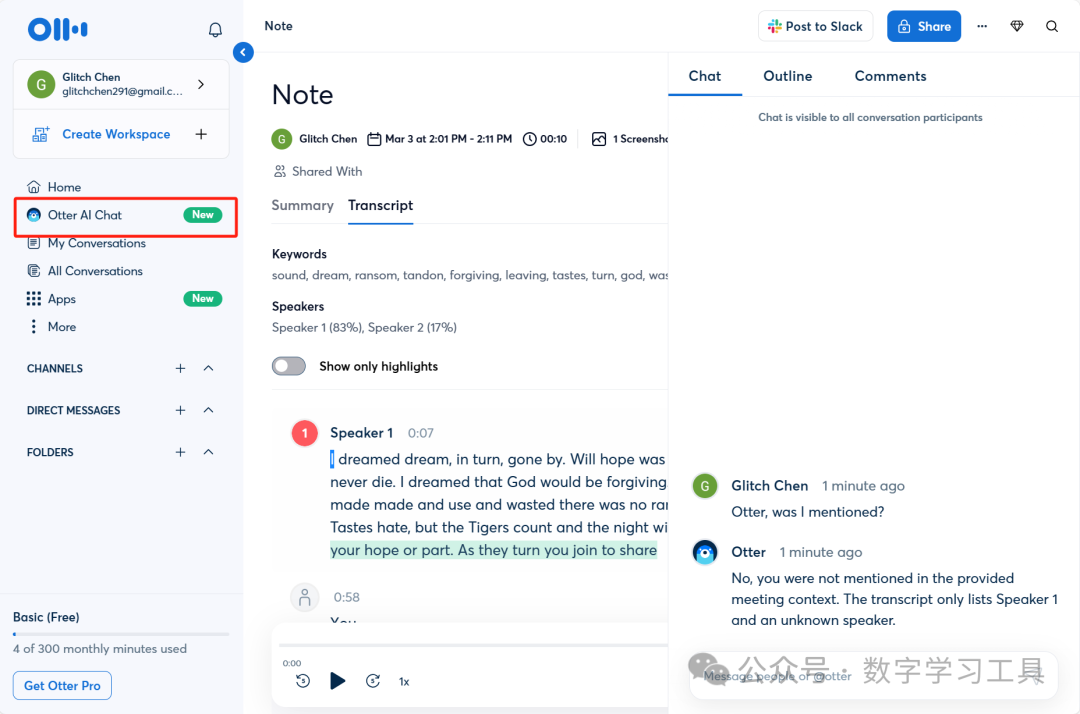 Note
Post to Slack
Share
Glitch Chen
glitchchen291@gmail.c...
Create Workspace
Home
Otter AI Chat
New
My Conversations
All Conversations
Apps
New
More
CHANNELS
DIRECT MESSAGES
FOLDERS
Basic (Free)
4 of 300 monthly minutes used
Get Otter Pro
Note
G
G Glitch Chen Mar 3 at 2:01 PM - 2:11 PM 00:10 1 Screensho
Shared With
Summary Transcript
Keywords
sound, dream, ransom, tandon, forgiving, leaving, tastes, turn, god, was
Speakers
Speaker 1 (83%), Speaker 2 (17%)
Show only highlights
1
Speaker 1 0:07
I dreamed dream, in turn, gone by. Will hope was
never die. I dreamed that God would be forgiving.
made made and use and wasted there was no rar
Tastes hate, but the Tigers count and the night wi
your hope or part. As they turn you join to share
0:58
You
0:00
5
5
1x
Chat Outline Comments
Chat is visible to all conversation participants
G
Glitch Chen 1 minute ago
Otter, was I mentioned?
Otter 1 minute ago
No, you were not mentioned in the provided
meeting context. The transcript only lists Speaker 1
and an unknown speaker.
Message people or @otter
公众号 · 数字学习工具